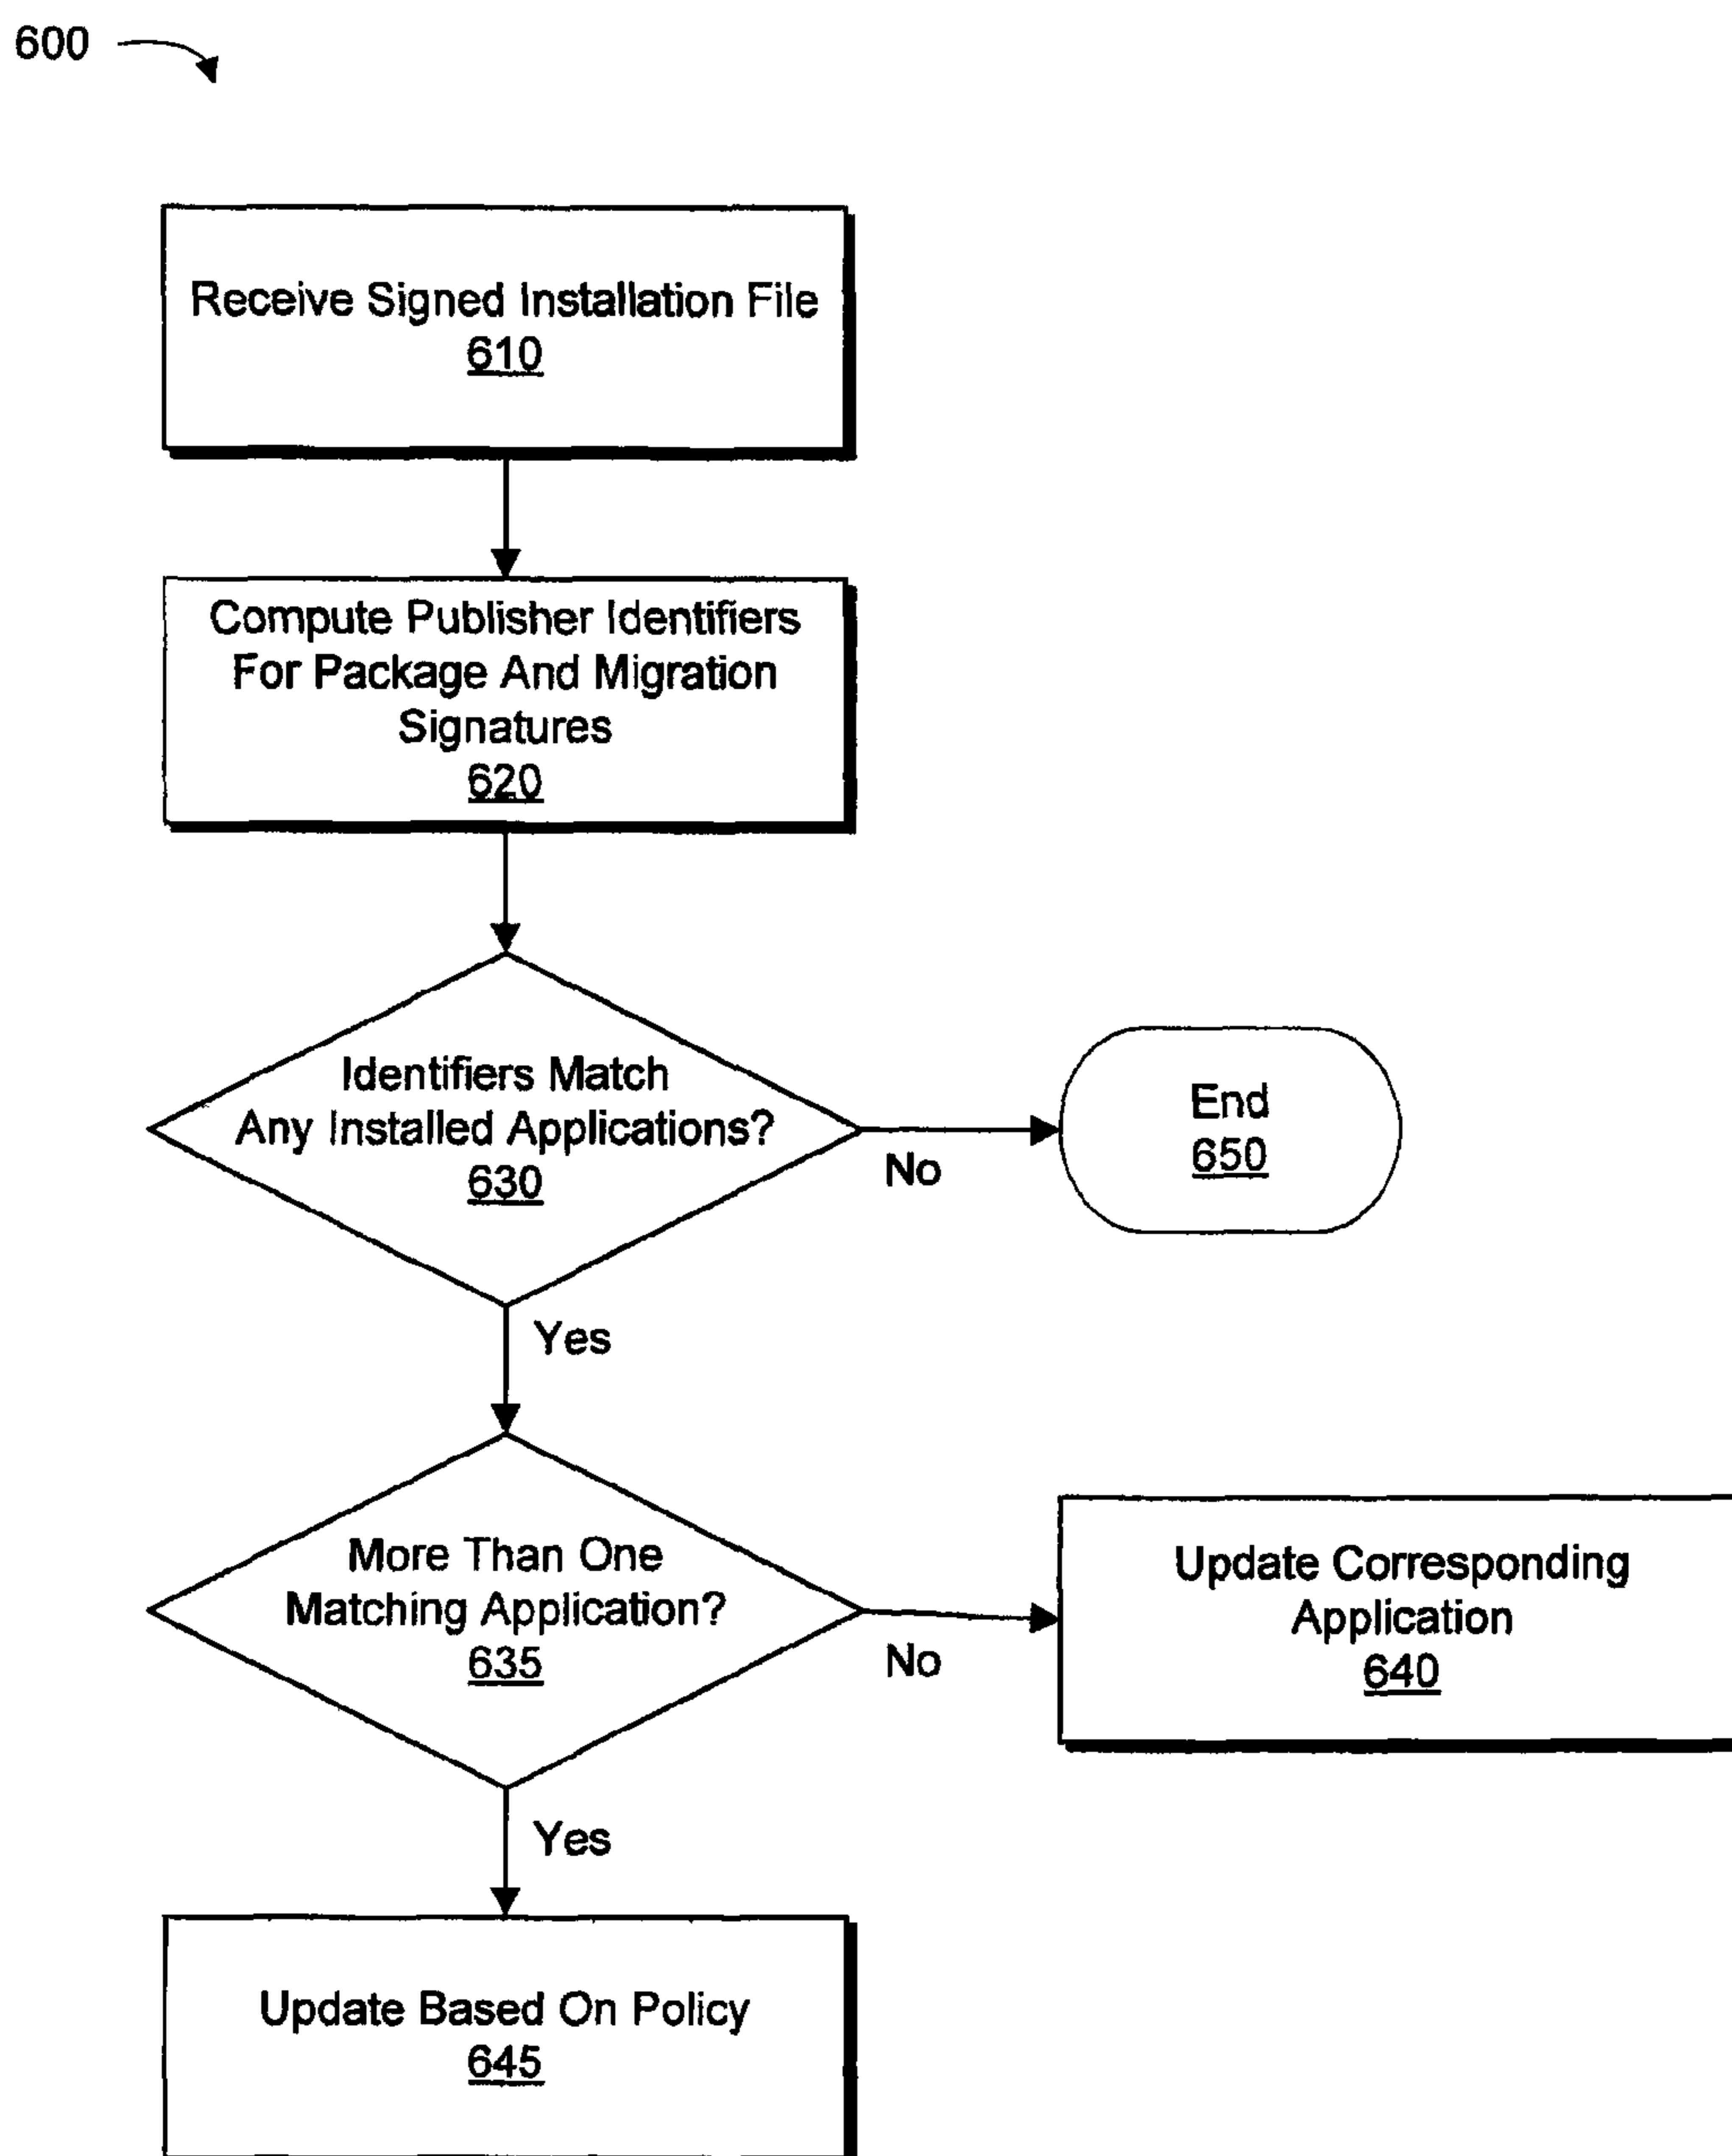 600
Receive Signed Installation File
610
Compute Publisher Identifiers
For Package And Migration
Signatures
620
Identifiers Match
Any Installed Applications?
630
No
End
650
Yes
More Than One
Matching Application?
635
No
Update Corresponding
Application
640
Yes
Update Based On Policy
645